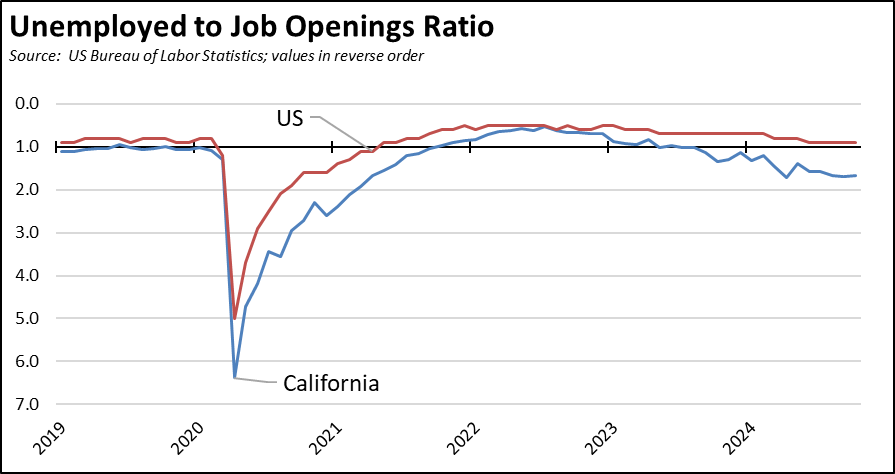 Unemployed to Job Openings Ratio
Source:  US Bureau of Labor Statistics; values in reverse order
0.0
US
1.0
2.0
3.0
4.0
5.0
6.0
California
7.0
2019 2020 2021 2022 2023 2024